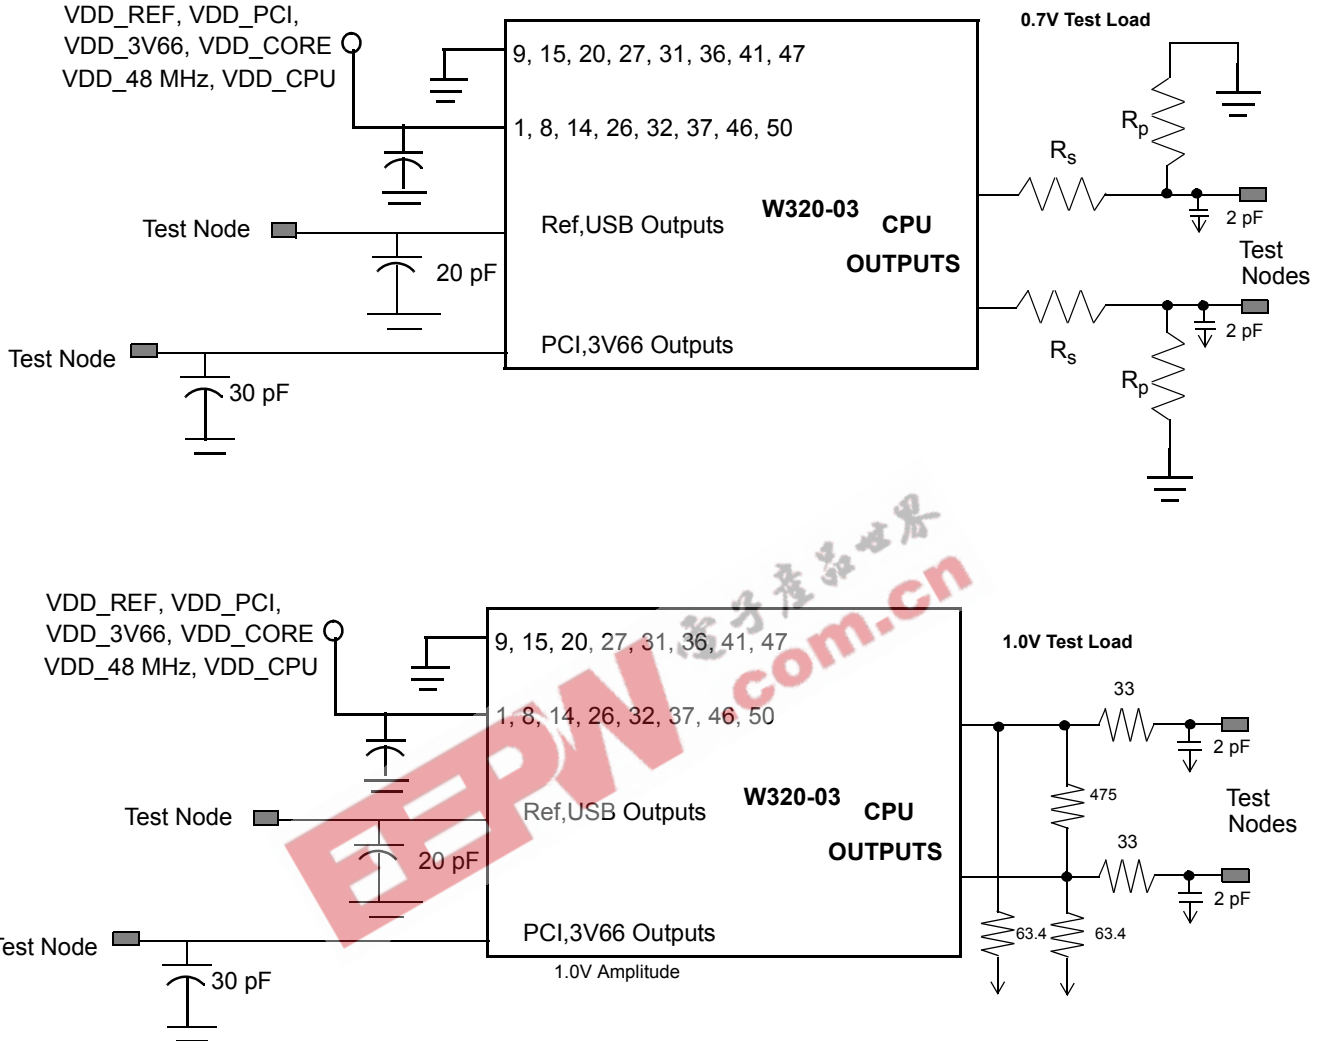 VDD_REF, VDD_PCI,
VDD_3V66, VDD_CORE
VDD_48 MHz, VDD_CPU
9, 15, 20, 27, 31, 36, 41, 47
1, 8, 14, 26, 32, 37, 46, 50
0.7V Test Load
Rp
Rs
2 pF
Test Node
Ref,USB Outputs
W320-03
CPU
OUTPUTS
20 pF
Test
Nodes
2 pF
Rs
Rp
Test Node
PCI,3V66 Outputs
30 pF
電子產品世界
EEPW.com.cn
VDD_REF, VDD_PCI,
VDD_3V66, VDD_CORE
VDD_48 MHz, VDD_CPU
9, 15, 20, 27, 31, 36, 41, 47
1, 8, 14, 26, 32, 37, 46, 50
1.0V Test Load
33
2 pF
475
Test Node
Ref,USB Outputs
W320-03
CPU
OUTPUTS
20 pF
Test
Nodes
33
2 pF
63.4
63.4
Test Node
PCI,3V66 Outputs
30 pF
1.0V Amplitude